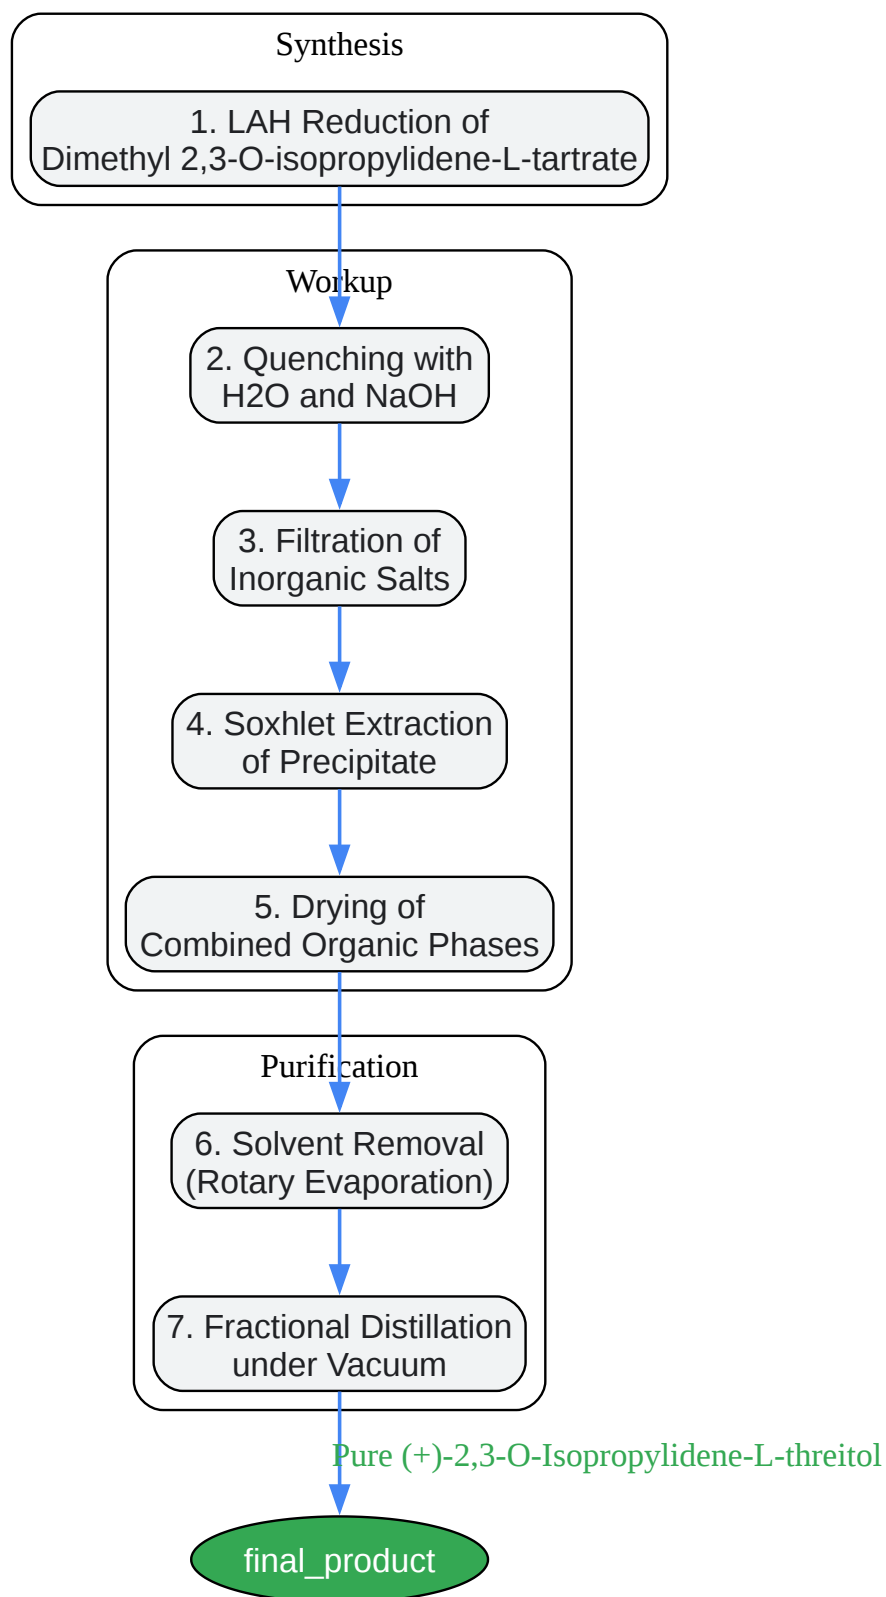 Synthesis
1. LAH Reduction of
Dimethyl 2,3-O-isopropylidene-L-tartrate
Workup
2. Quenching with
H2O and NaOH
3. Filtration of
Inorganic Salts
4. Soxhlet Extraction
of Precipitate
5. Drying of
Combined Organic Phases
Purification
6. Solvent Removal
(Rotary Evaporation)
7. Fractional Distillation
under Vacuum
Pure (+)-2,3-O-Isopropylidene-L-threitol
final_product